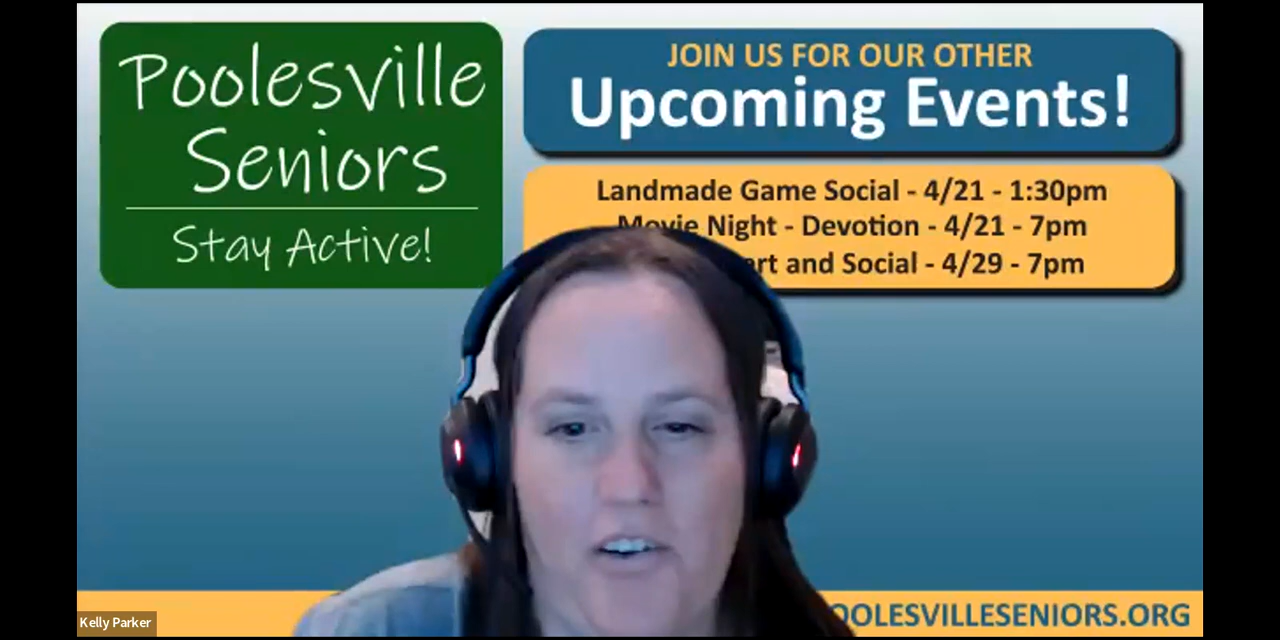 Poolesville
Seniors
Stay Active!
JOIN US FOR OUR OTHER
Upcoming Events!
Landmade Game Social - 4/21 - 1:30pm
Movie Night - Devotion - 4/21 - 7pm
and Social - 4/29 - 7pm
Kelly Parker
OOLESVILLESENIORS.ORG